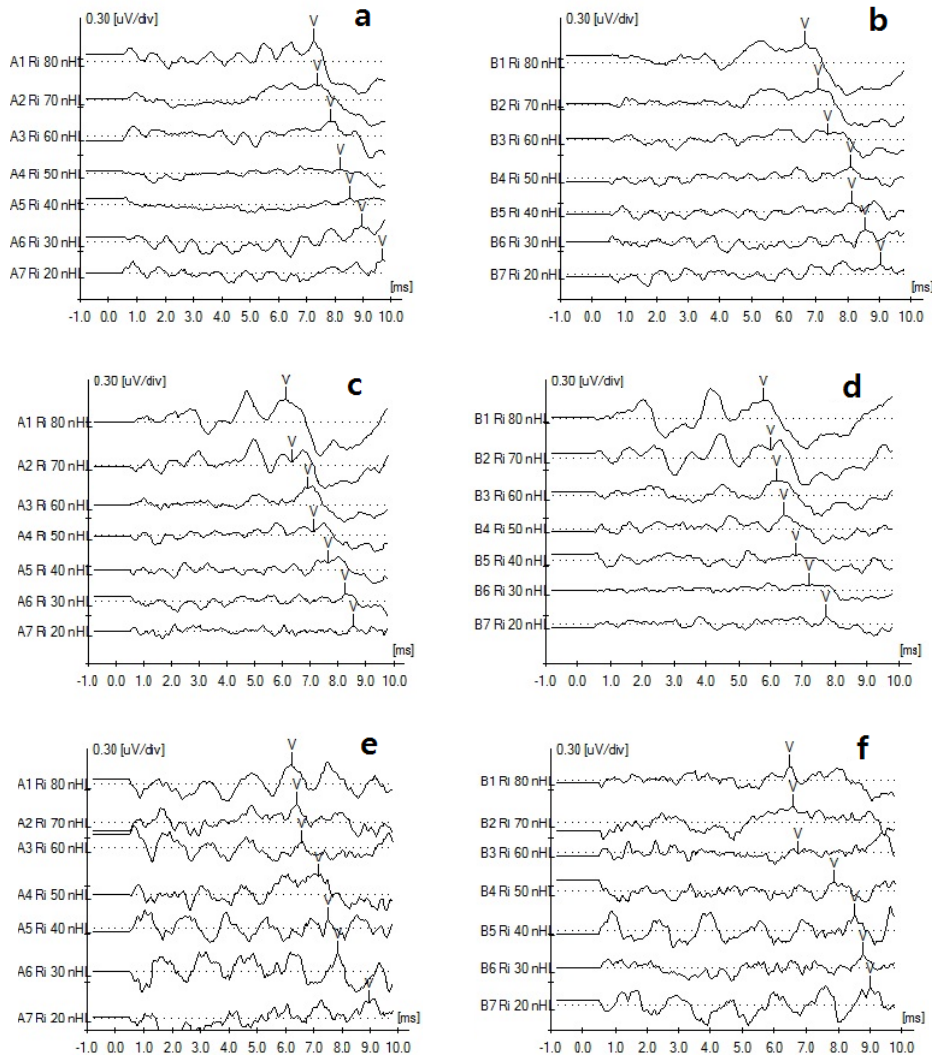 0.30 [uV/div]
a
V
A1 Ri 80 nHL
V
A2 Ri 70 nHL
V
A3 Ri 60 nHL
V
A4 Ri 50 nHL
V
A5 Ri 40 nHL
V
A6 Ri 30 nHL
V
A7 Ri 20 nHL
[ms]
-1.0 0.0 1.0 2.0 3.0 4.0 5.0 6.0 7.0 8.0 9.0 10.0
0.30 [uV/div]
b
V
B1 Ri 80 nHL
V
B2 Ri 70 nHL
V
B3 Ri 60 nHL
V
B4 Ri 50 nHL
V
B5 Ri 40 nHL
V
B6 Ri 30 nHL
V
B7 Ri 20 nHL
[ms]
-1.0 0.0 1.0 2.0 3.0 4.0 5.0 6.0 7.0 8.0 9.0 10.0
0.30 [uV/div]
c
V
A1 Ri 80 nHL
V
A2 Ri 70 nHL
V
A3 Ri 60 nHL
V
A4 Ri 50 nHL
V
A5 Ri 40 nHL
V
A6 Ri 30 nHL
V
A7 Ri 20 nHL
[ms]
-1.0 0.0 1.0 2.0 3.0 4.0 5.0 6.0 7.0 8.0 9.0 10.0
0.30 [uV/div]
d
V
B1 Ri 80 nHL
V
B2 Ri 70 nHL
V
B3 Ri 60 nHL
V
B4 Ri 50 nHL
V
B5 Ri 40 nHL
V
B6 Ri 30 nHL
V
B7 Ri 20 nHL
[ms]
-1.0 0.0 1.0 2.0 3.0 4.0 5.0 6.0 7.0 8.0 9.0 10.0
0.30 [uV/div]
e
V
A1 Ri 80 nHL
V
A2 Ri 70 nHL
V
A3 Ri 60 nHL
V
A4 Ri 50 nHL
V
A5 Ri 40 nHL
V
A6 Ri 30 nHL
V
A7 Ri 20 nHL
[ms]
-1.0 0.0 1.0 2.0 3.0 4.0 5.0 6.0 7.0 8.0 9.0 10.0
0.30 [uV/div]
f
V
B1 Ri 80 nHL
V
B2 Ri 70 nHL
V
B3 Ri 60 nHL
V
B4 Ri 50 nHL
V
B5 Ri 40 nHL
V
B6 Ri 30 nHL
V
B7 Ri 20 nHL
[ms]
-1.0 0.0 1.0 2.0 3.0 4.0 5.0 6.0 7.0 8.0 9.0 10.0